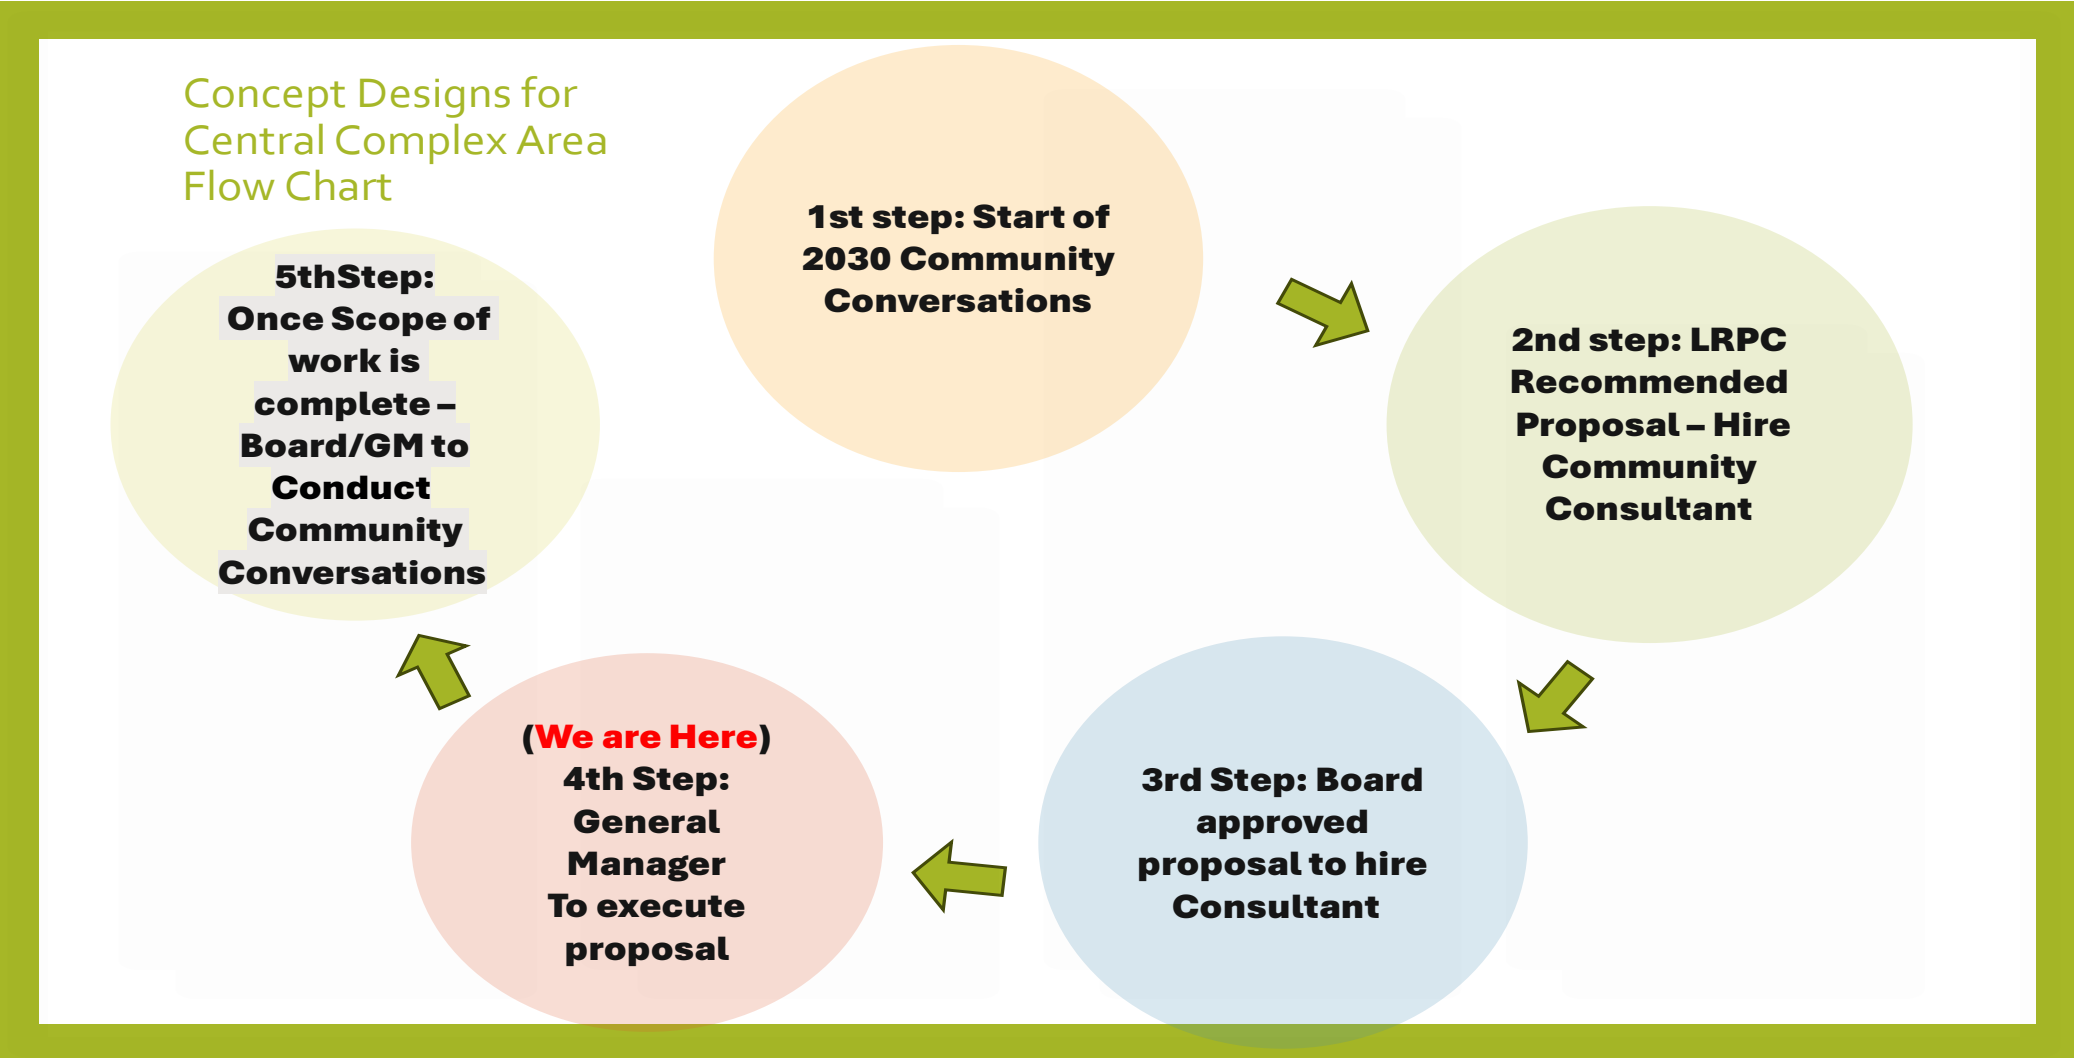 Concept Designs for
Central Complex Area
Flow Chart
1st step: Start of
2030 Community
Conversations
2nd step: LRPC
Recommended
Proposal – Hire
Community
Consultant
3rd Step: Board
approved
proposal to hire
Consultant
(We are Here)
4th Step:
General
Manager
To execute
proposal
5thStep:
Once Scope of
work is
complete –
Board/GM to
Conduct
Community
Conversations